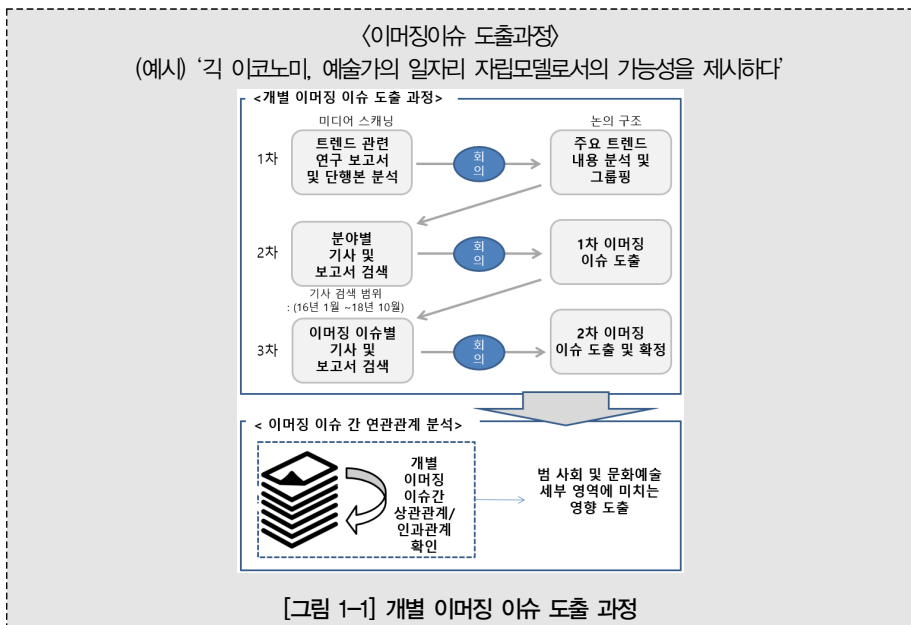 <이머징이슈 도출과정>
(예시) ‘긱 이코노미, 예술가의 일자리 자립모델로서의 가능성을 제시하다’
<개별 이머징 이슈 도출 과정>
미디어 스캐닝
논의 구조
1차
트렌드 관련
연구 보고서
및 단행본 분석
회
의
주요 트렌드
내용 분석 및
그룹핑
2차
분야별
기사 및
보고서 검색
회
의
1차 이머징
이슈 도출
기사 검색 범위
: (16년 1월 ~18년 10월)
3차
이머징 이슈별
기사 및
보고서 검색
회
의
2차 이머징
이슈 도출 및 확정
< 이머징 이슈 간 연관관계 분석>
개별
이머징
이슈간
상관관계/
인과관계
확인
범 사회 및 문화예술
세부 영역에 미치는
영향 도출
[그림 1-1] 개별 이머징 이슈 도출 과정